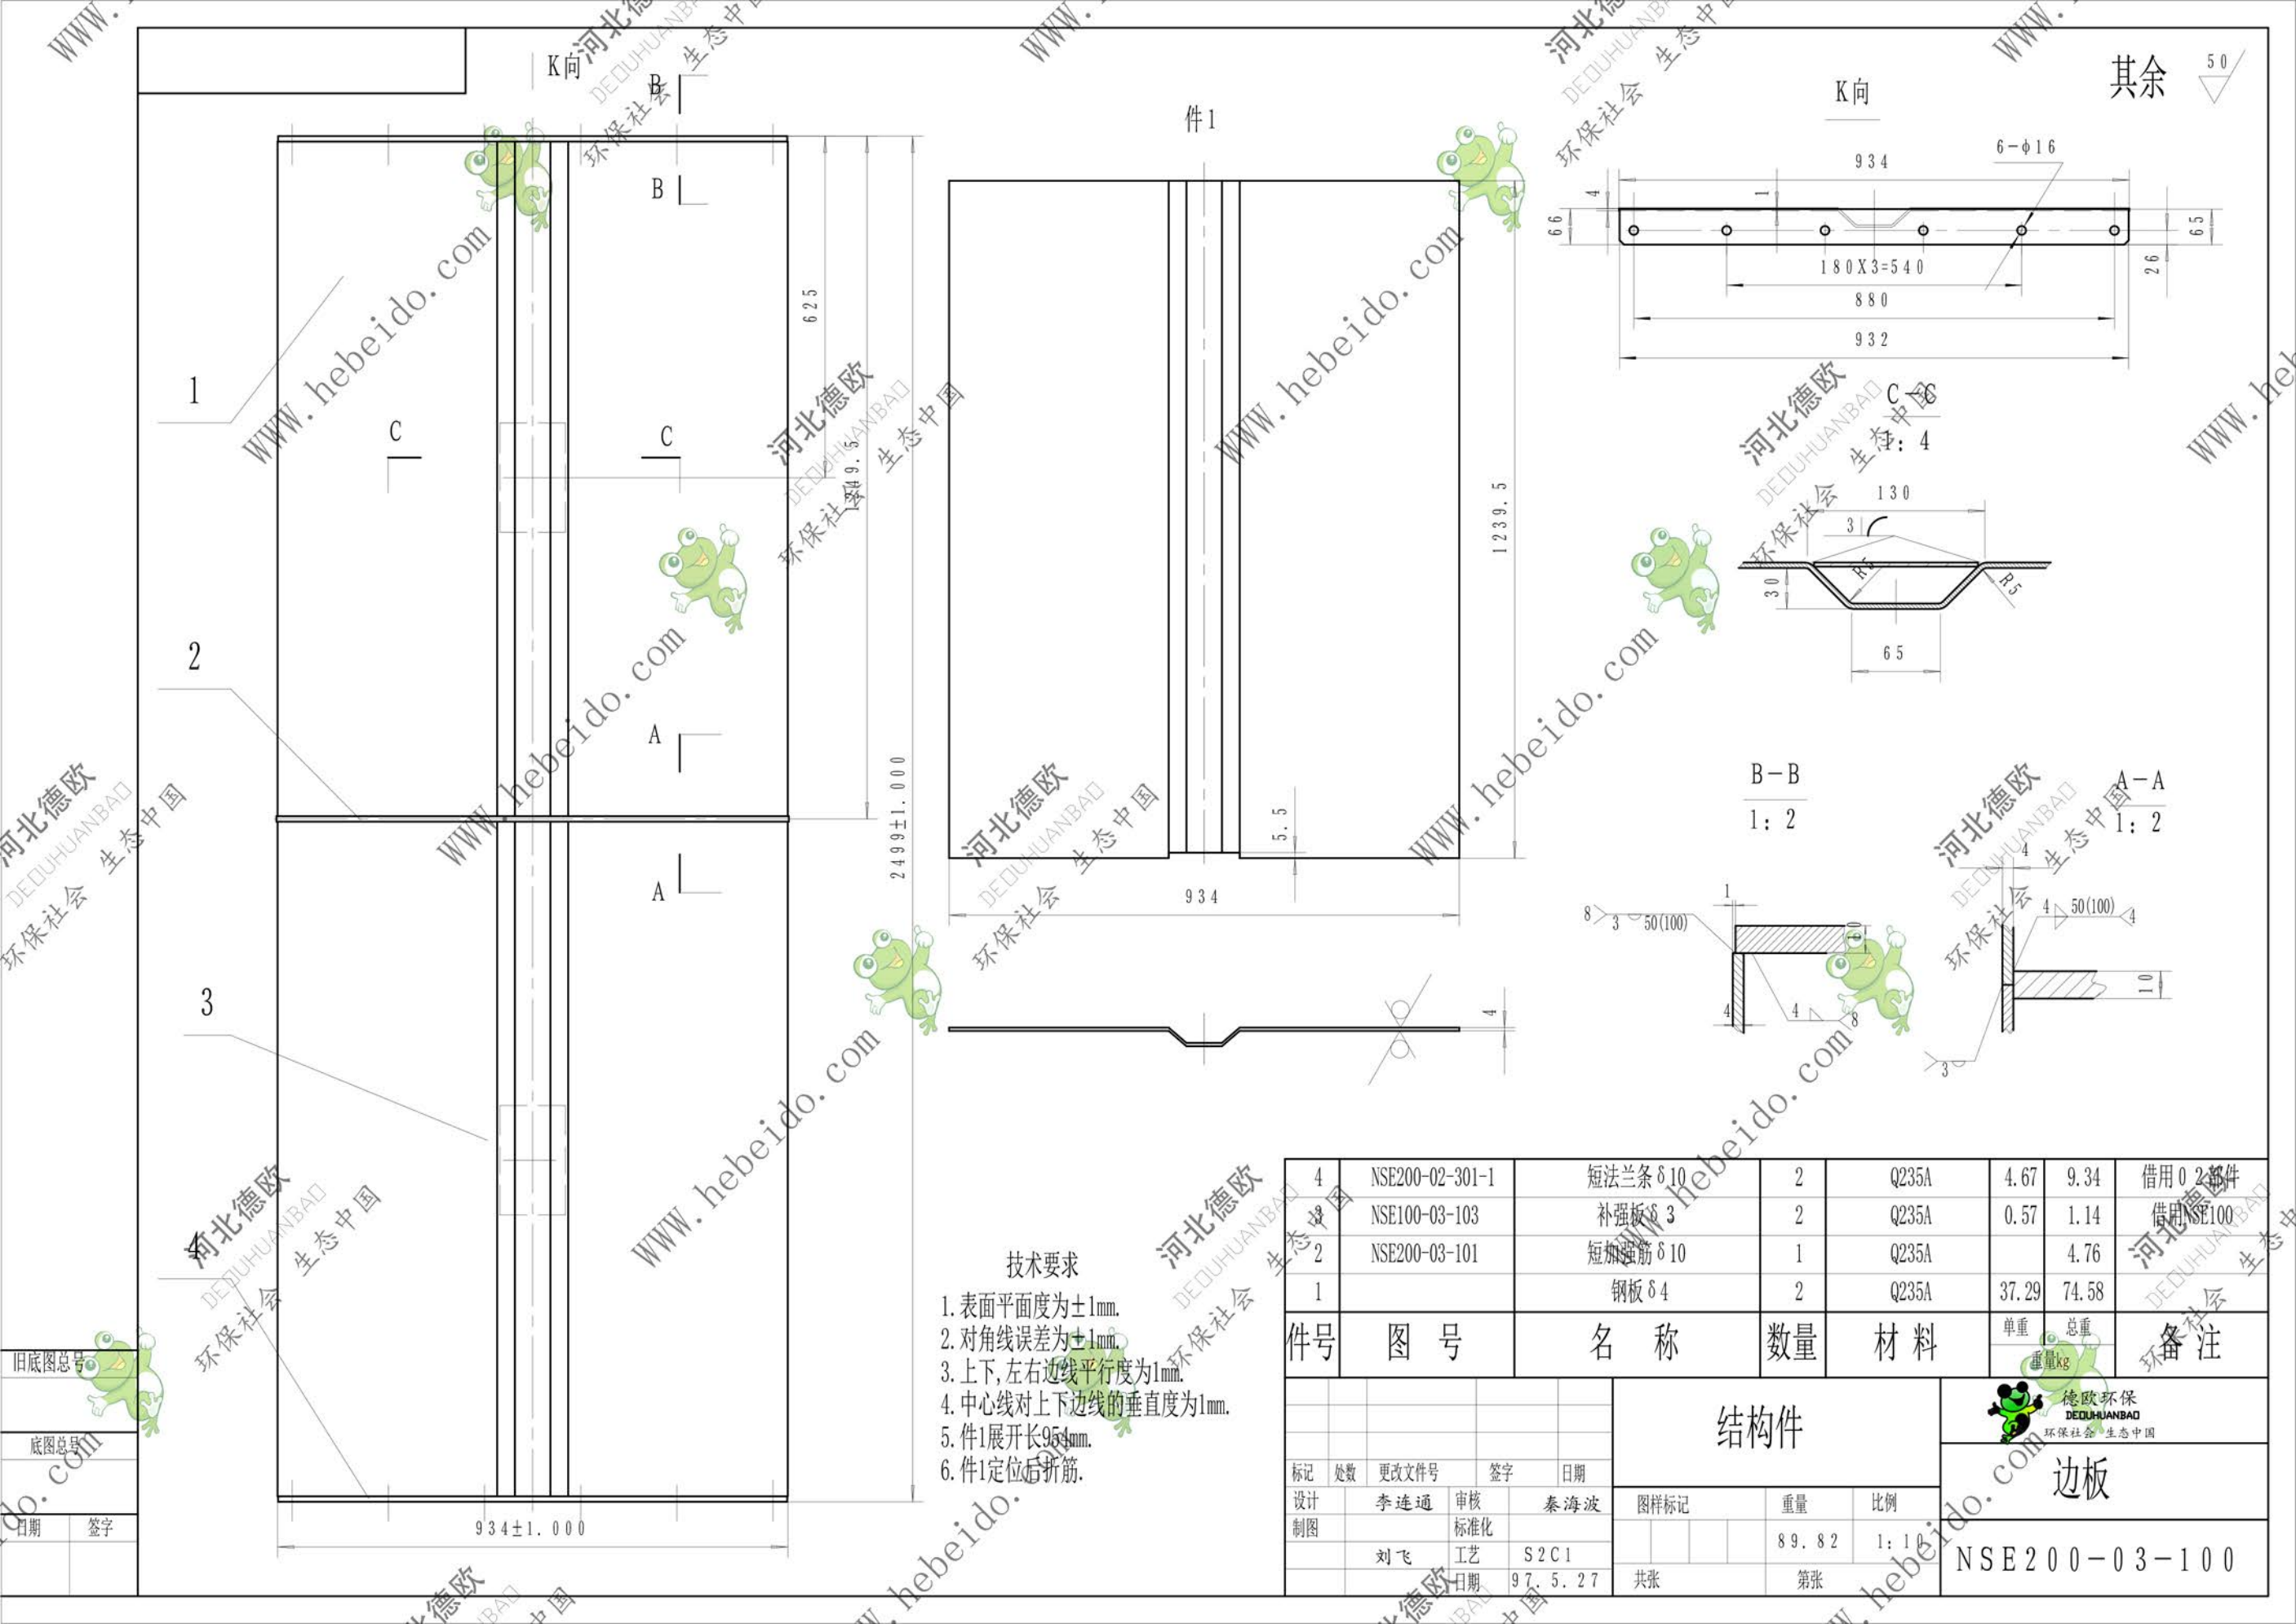 K向
B
B
1
C
C
2
A
A
3
4
625
1249.5
2499±1.000
934±1.000
件1
1239.5
5.5
934
4
其余
50
K向
6-φ16
934
4
1
66
65
26
180X3=540
880
932
C-C
1:4
130
3
30
R5
R5
65
B-B
1:2
1
8
3
50(100)
10
4
4
8
A-A
1:2
4
4
50(100)
4
10
3
技术要求
1.表面平面度为±1mm.
2.对角线误差为±1mm.
3.上下,左右边线平行度为1mm.
4.中心线对上下边线的垂直度为1mm.
5.件1展开长954mm.
6.件1定位后折筋.
4 NSE200-02-301-1 短法兰条δ10 2 Q235A 4.67 9.34 借用02部件
3 NSE100-03-103 补强板δ3 2 Q235A 0.57 1.14 借用NSE100
2 NSE200-03-101 短加强筋δ10 1 Q235A 4.76
1 钢板δ4 2 Q235A 37.29 74.58
件号 图号 名称 数量 材料 单重 总重 备注
重量kg
标记 处数 更改文件号 签字 日期
设计 李连通 审核 秦海波
制图 标准化
刘飞 工艺 S2C1
日期 97.5.27
结构件
图样标记 重量 比例
89.82 1:10
共张 第张
德欧环保
DEOUHUANBAO
环保社会 生态中国
边板
NSE200-03-100
旧底图总号
底图总号
日期 签字
河北德欧
DEOUHUANBAO
环保社会 生态中国
WWW.hebeido.com